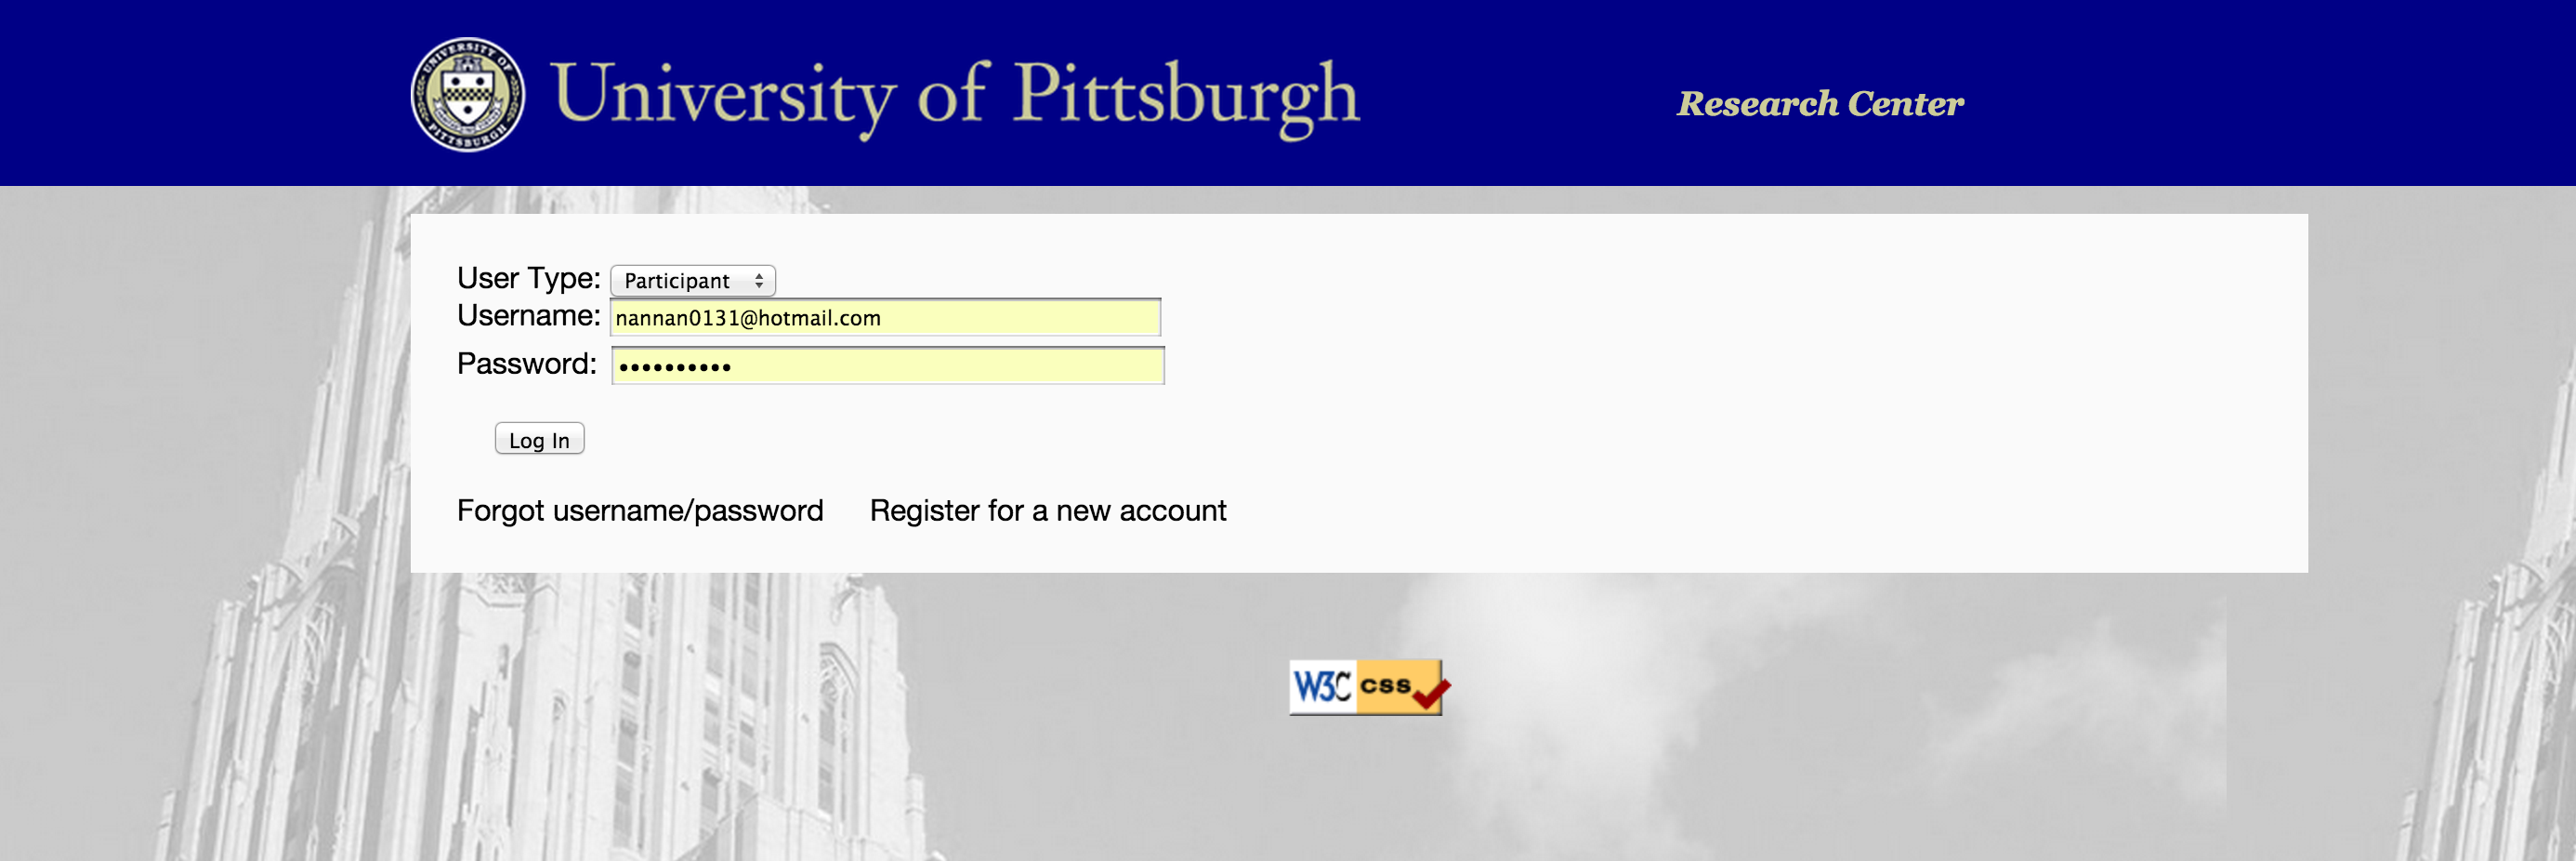 UNIVERSITY OF PITTSBURGH
University of Pittsburgh
Research Center
User Type: Participant
Username: nannan0131@hotmail.com
Password: ••••••••••
Log In
Forgot username/password Register for a new account
W3C css